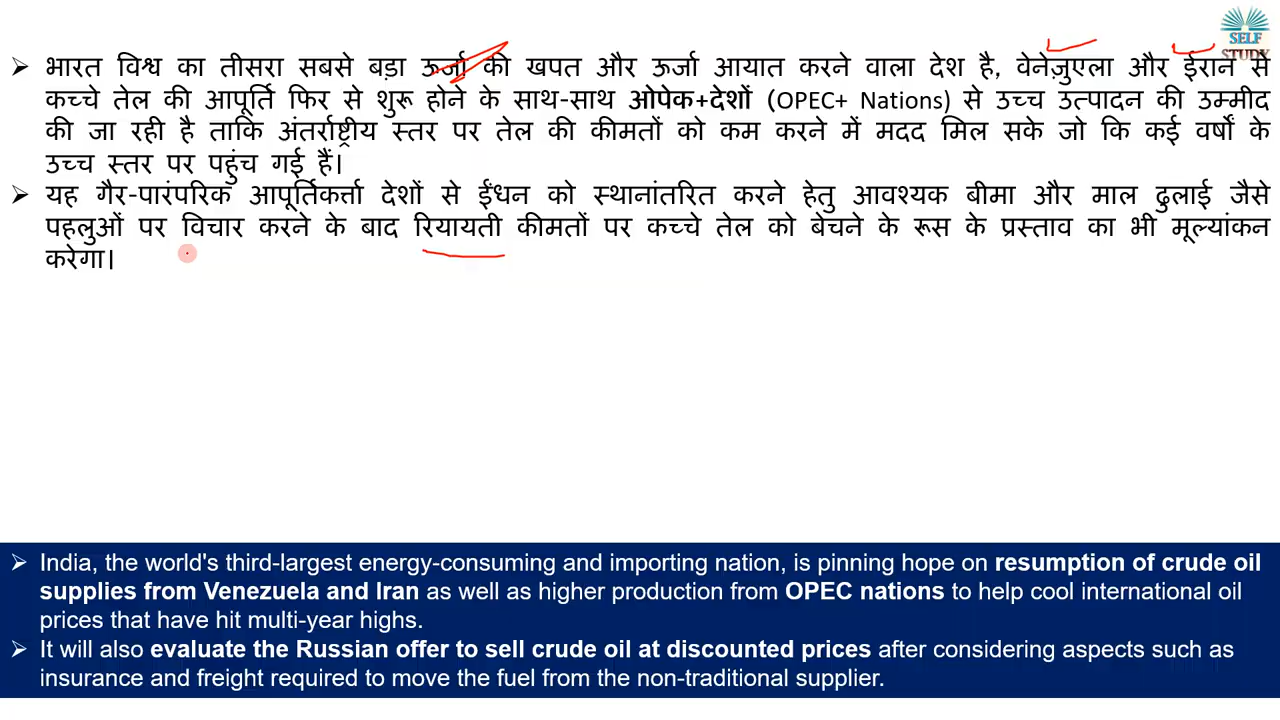 SELF
STUDY
➢ भारत विश्व का तीसरा सबसे बड़ा ऊर्जा की खपत और ऊर्जा आयात करने वाला देश है, वेनेज़ुएला और ईरान से
कच्चे तेल की आपूर्ति फिर से शुरू होने के साथ-साथ ओपेक+देशों (OPEC+ Nations) से उच्च उत्पादन की उम्मीद
की जा रही है ताकि अंतर्राष्ट्रीय स्तर पर तेल की कीमतों को कम करने में मदद मिल सके जो कि कई वर्षों के
उच्च स्तर पर पहुंच गई हैं।
➢ यह गैर-पारंपरिक आपूर्तिकर्त्ता देशों से ईंधन को स्थानांतरित करने हेतु आवश्यक बीमा और माल ढुलाई जैसे
पहलुओं पर विचार करने के बाद रियायती कीमतों पर कच्चे तेल को बेचने के रूस के प्रस्ताव का भी मूल्यांकन
करेगा।
➢ India, the world's third-largest energy-consuming and importing nation, is pinning hope on resumption of crude oil
supplies from Venezuela and Iran as well as higher production from OPEC nations to help cool international oil
prices that have hit multi-year highs.
➢ It will also evaluate the Russian offer to sell crude oil at discounted prices after considering aspects such as
insurance and freight required to move the fuel from the non-traditional supplier.